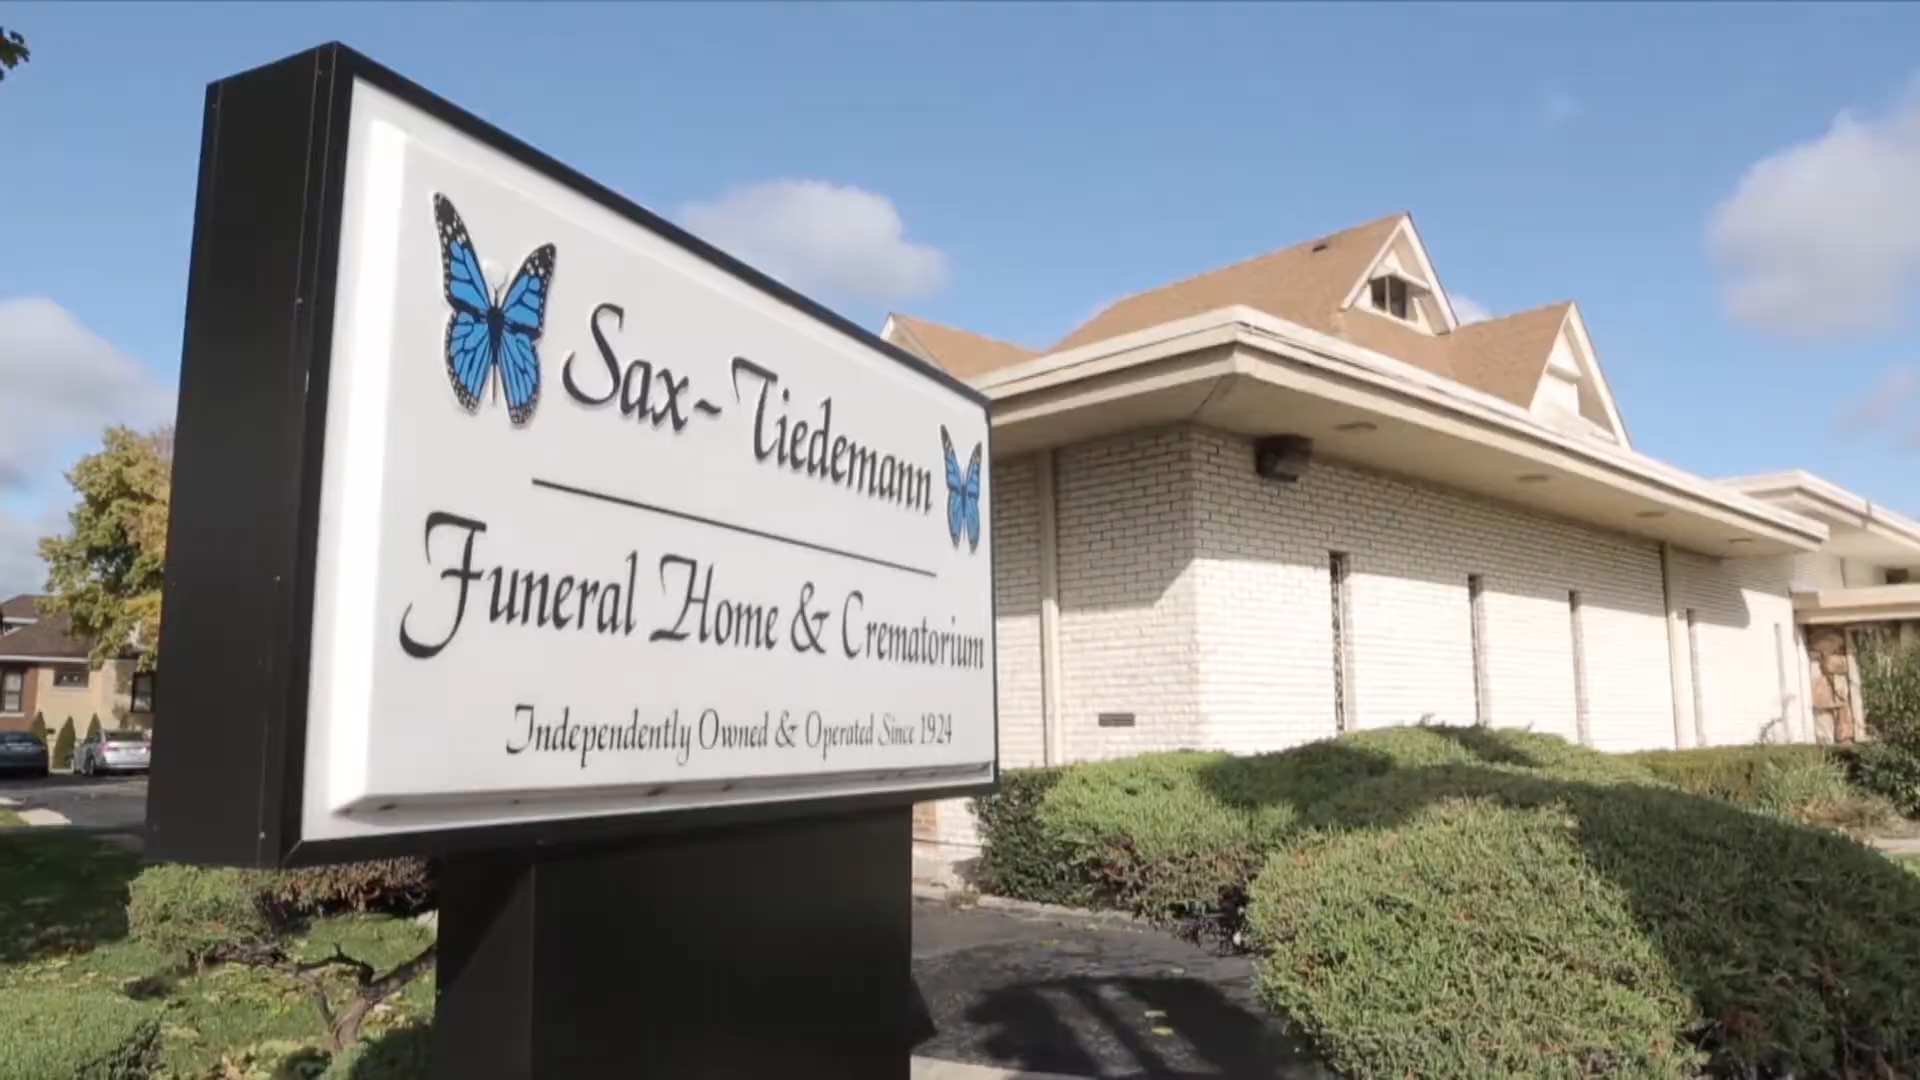 Sax-Tiedemann
Funeral Home & Crematorium
Independently Owned & Operated Since 1924